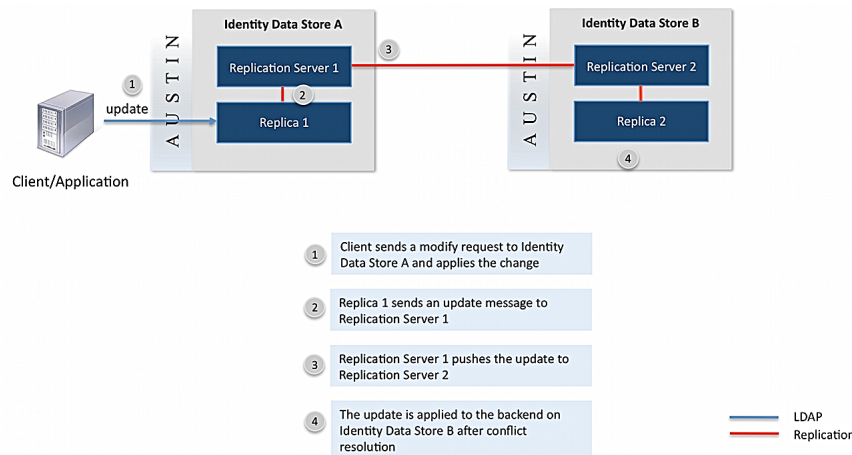 Identity Data Store A
Identity Data Store B
AUSTIN
AUSTIN
Replication Server 1
3
Replication Server 2
1
2
update
Replica 1
Replica 2
4
Client/Application
1
Client sends a modify request to Identity
Data Store A and applies the change
2
Replica 1 sends an update message to
Replication Server 1
3
Replication Server 1 pushes the update to
Replication Server 2
4
The update is applied to the backend on
Identity Data Store B after conflict
resolution
LDAP
Replication